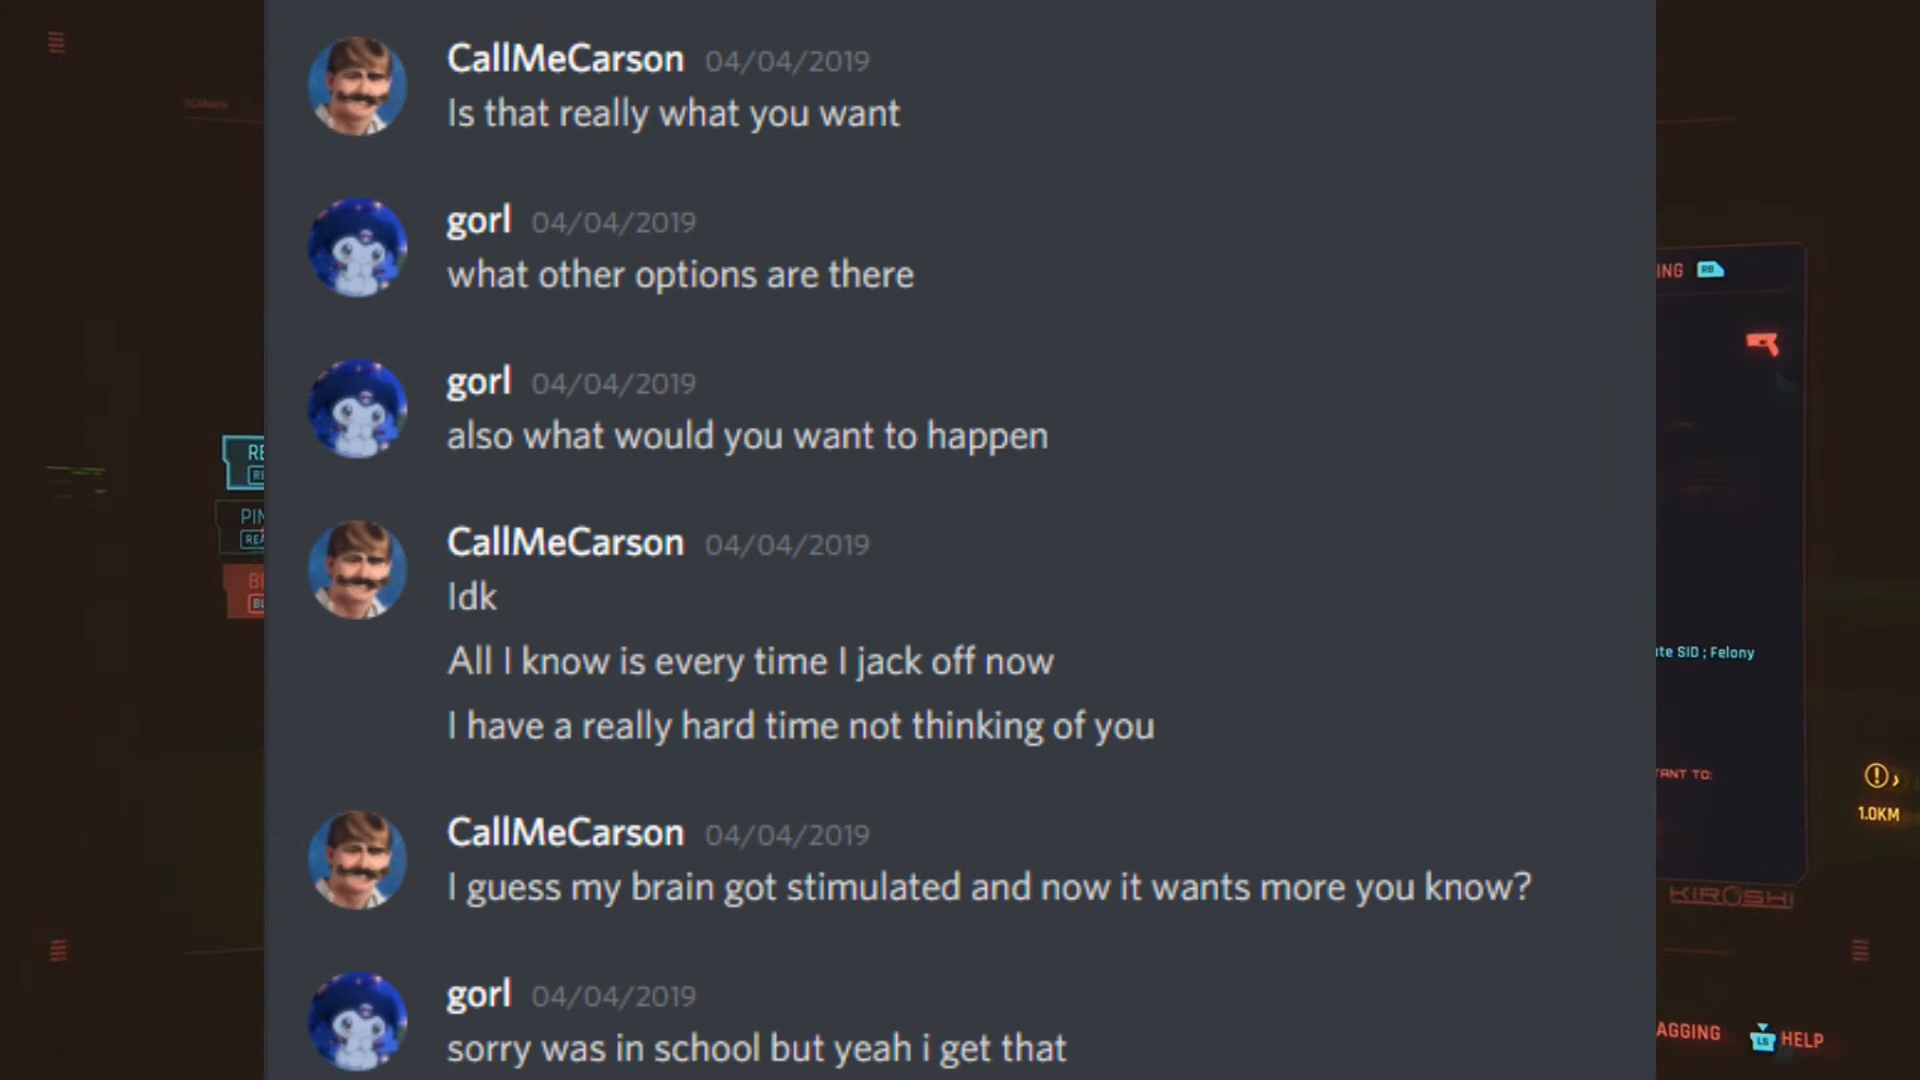 CallMeCarson 04/04/2019
Is that really what you want
gorl 04/04/2019
what other options are there
gorl 04/04/2019
also what would you want to happen
CallMeCarson 04/04/2019
Idk
All I know is every time I jack off now
I have a really hard time not thinking of you
CallMeCarson 04/04/2019
I guess my brain got stimulated and now it wants more you know?
gorl 04/04/2019
sorry was in school but yeah i get that
RB
SID ; Felony
TO:
1.0KM
KIROSHI
LS HELP